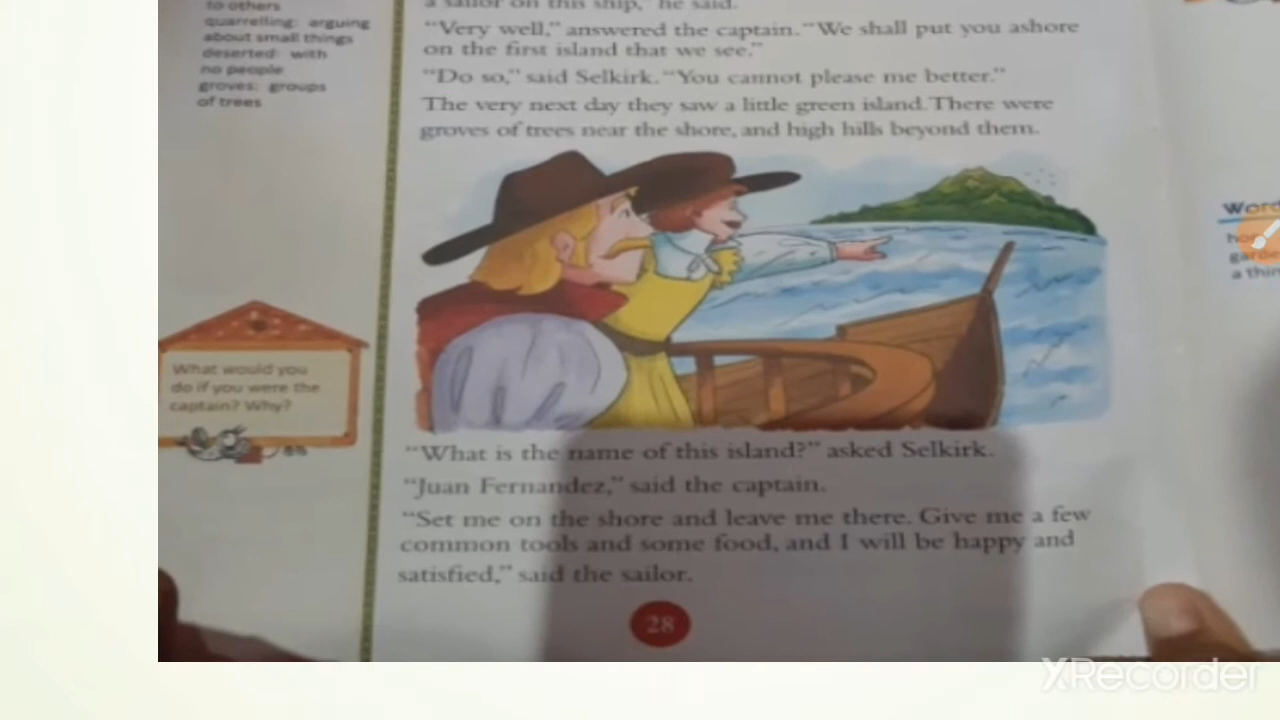 to others
quarrelling: arguing
about small things
deserted: with
no people
groves: groups
of trees
a sailor on this ship," he said.
"Very well," answered the captain. "We shall put you ashore
on the first island that we see."
"Do so," said Selkirk. "You cannot please me better."
The very next day they saw a little green island. There were
groves of trees near the shore, and high hills beyond them.
What would you
do if you were the
captain? Why?
"What is the name of this island?" asked Selkirk.
"Juan Fernandez," said the captain.
"Set me on the shore and leave me there. Give me a few
common tools and some food, and I will be happy and
satisfied," said the sailor.
28
Word
a thin
XRecorder